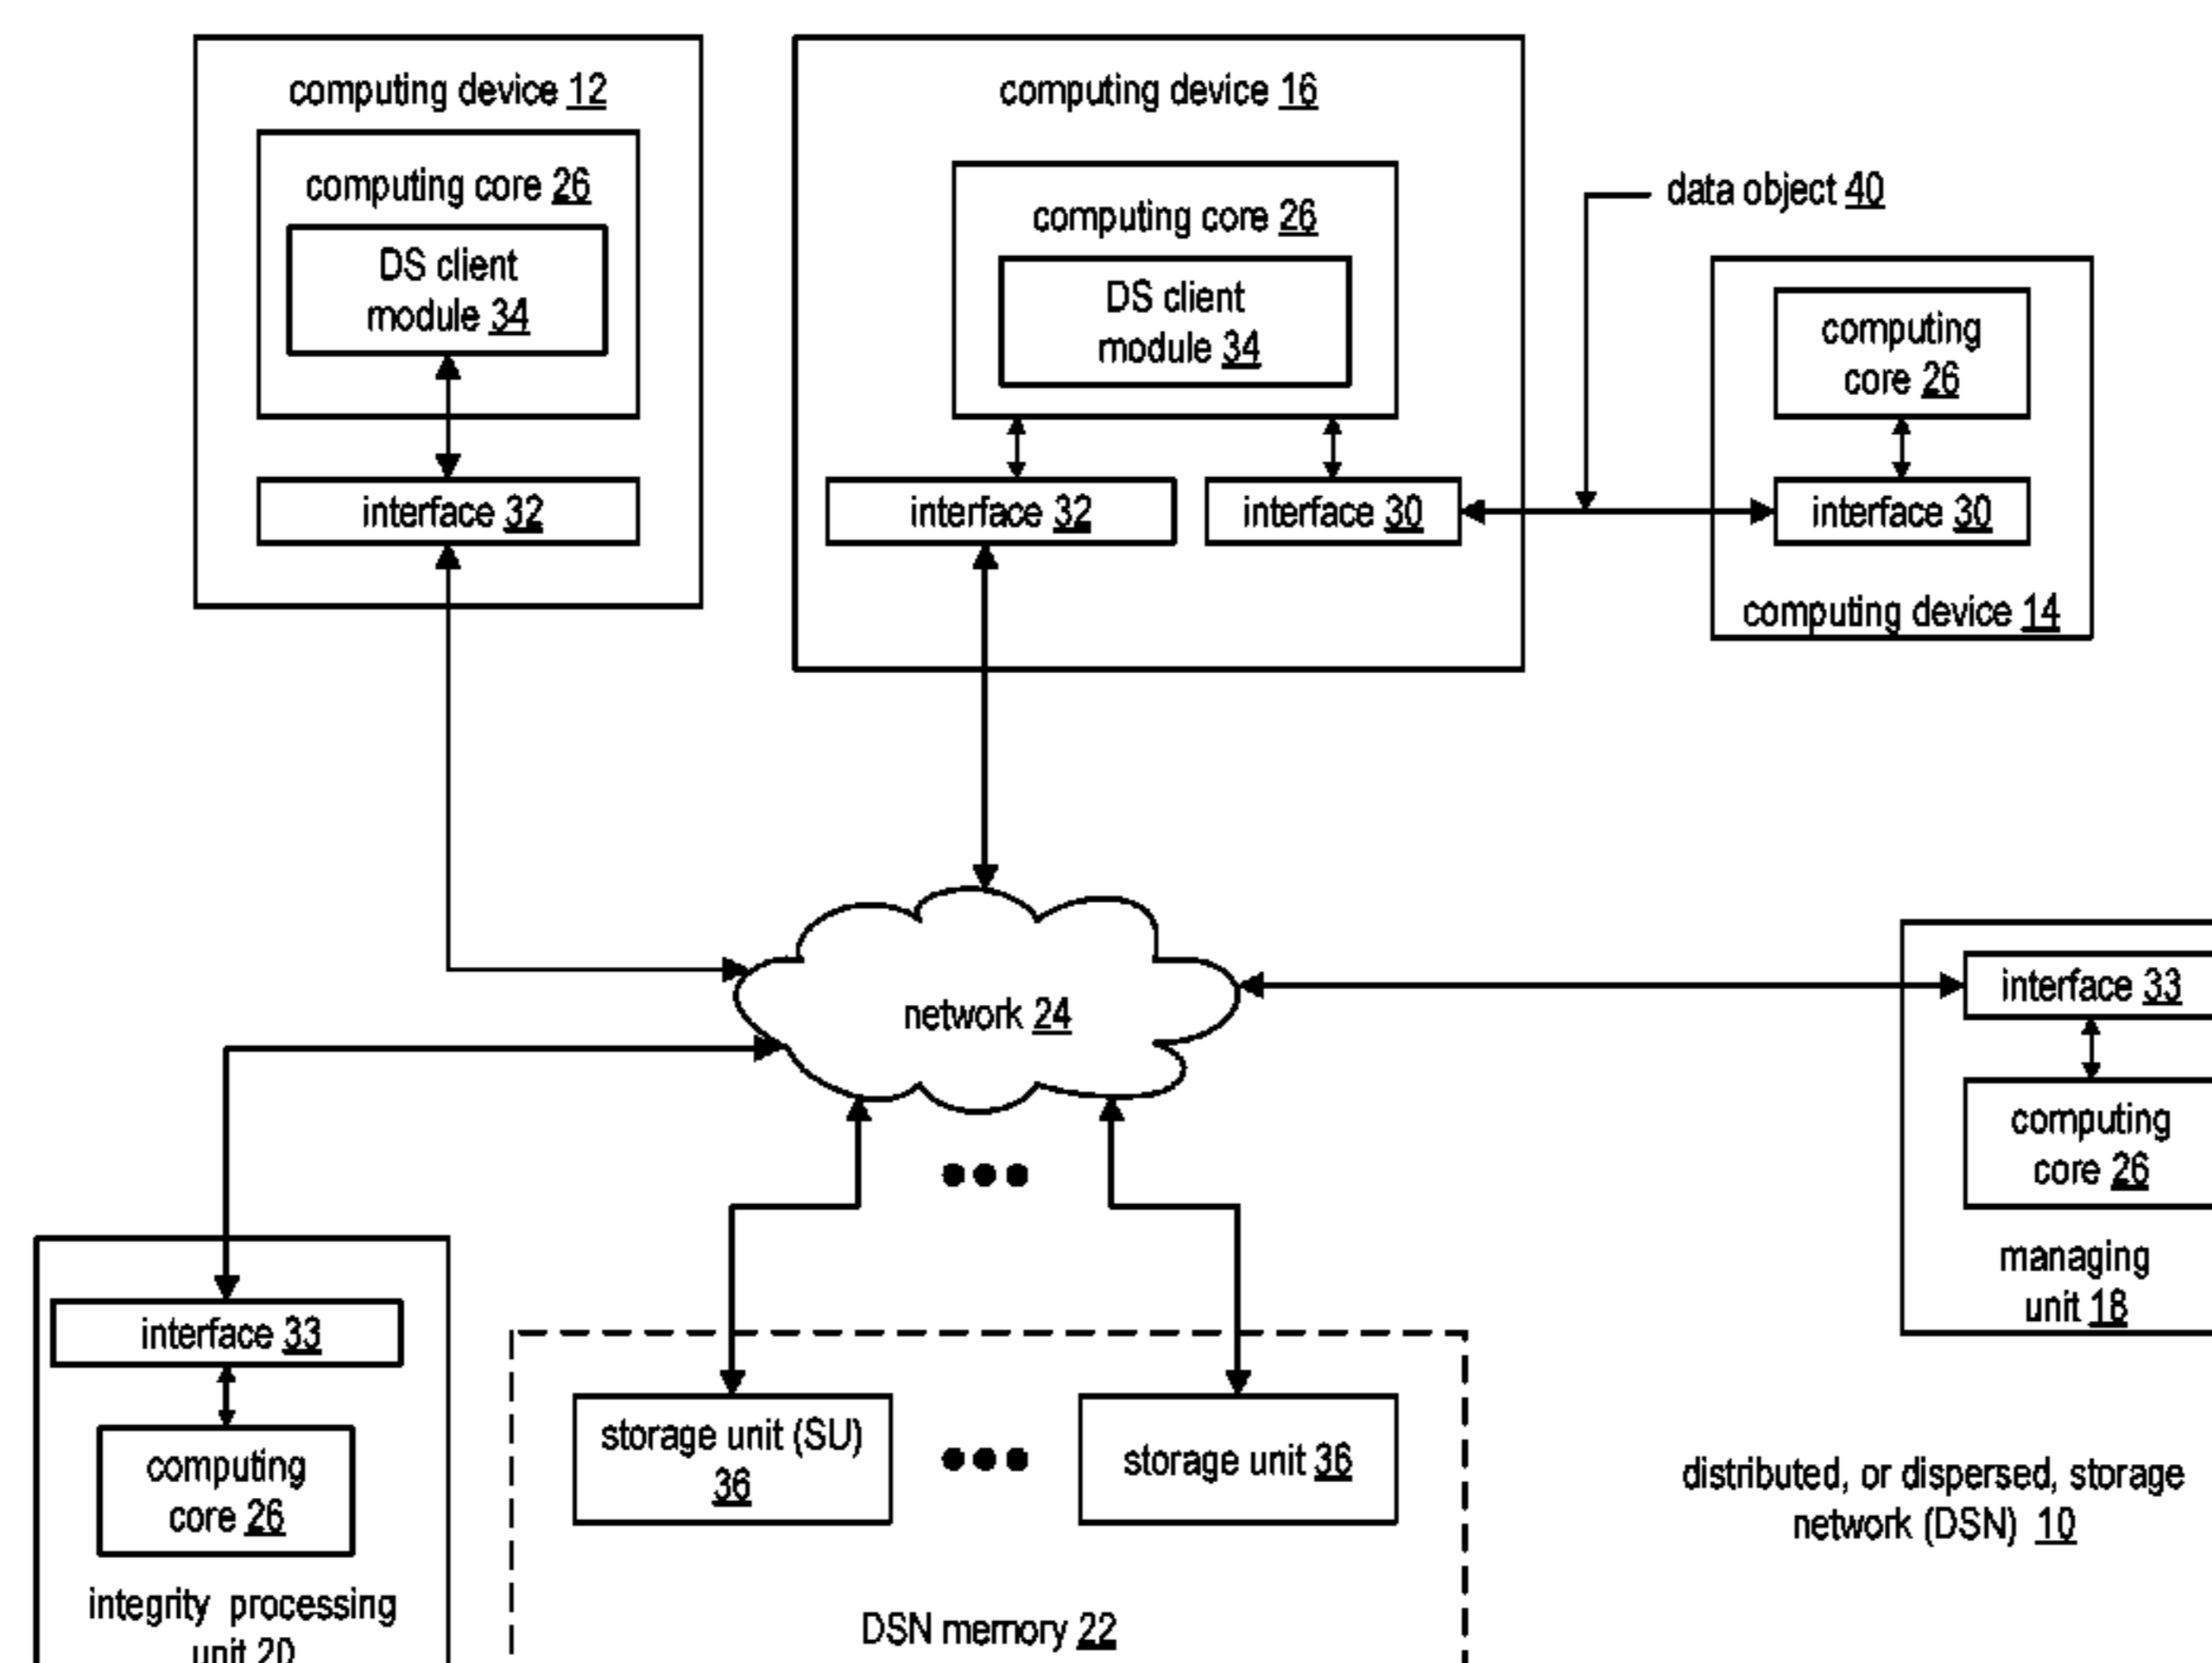 computing device 12
computing core 26
DS client
module 34
interface 32
computing device 16
computing core 26
DS client
module 34
interface 32
interface 30
data object 40
computing
core 26
interface 30
computing device 14
network 24
interface 33
computing
core 26
managing
unit 18
interface 33
computing
core 26
integrity processing
unit 20
storage unit (SU)
36
storage unit 36
DSN memory 22
distributed, or dispersed, storage
network (DSN) 10